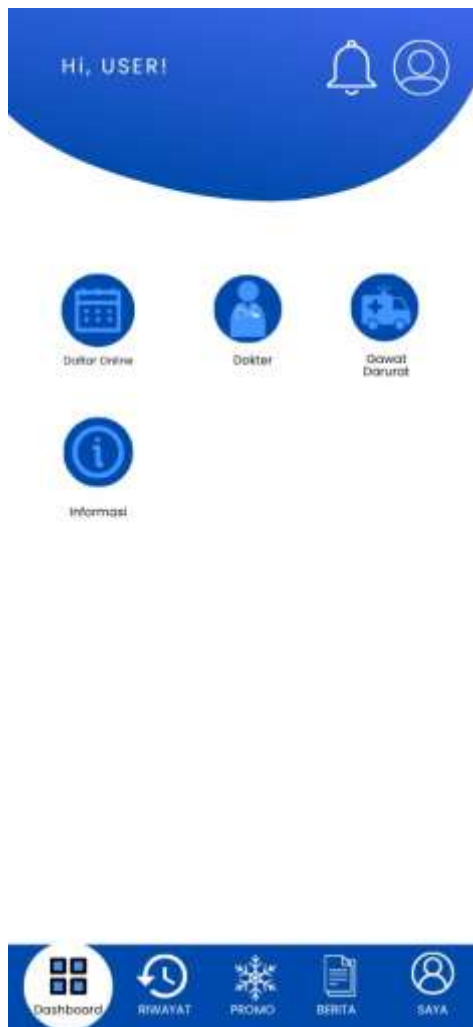 Hi, USER!
Daftar Online
Dokter
Gawat
Darurat
Informasi
Dashboard
RIWAYAT
PROMO
BERITA
SAYA